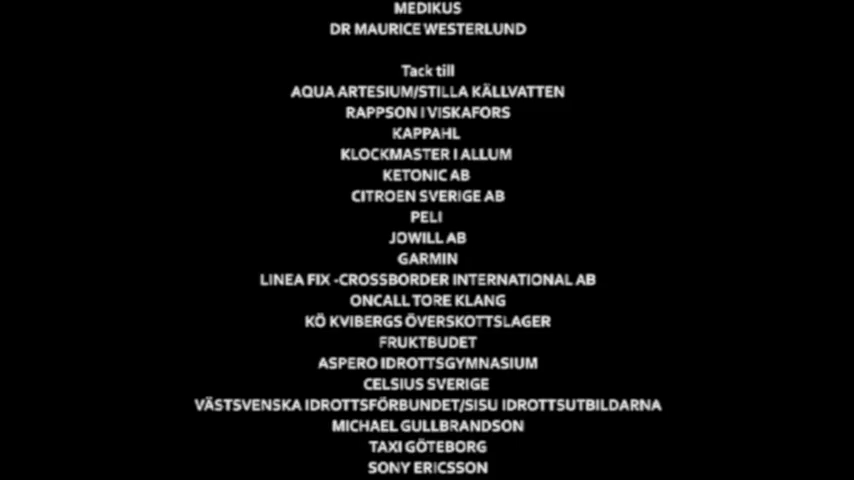 MEDIKUS
DR MAURICE WESTERLUND
Tack till
AQUA ARTESIUM/STILLA KÄLLVATTEN
RAPPSON I VISKAFORS
KAPPAHL
KLOCKMASTER I ALLUM
KETONIC AB
CITROEN SVERIGE AB
PELI
JOWILL AB
GARMIN
LINEA FIX -CROSSBORDER INTERNATIONAL AB
ONCALL TORE KLANG
KÖ KVIBERGS ÖVERSKOTTSLAGER
FRUKTBUDET
ASPERO IDROTTSGYMNASIUM
CELSIUS SVERIGE
VÄSTSVENSKA IDROTTSFÖRBUNDET/SISU IDROTTSUTBILDARNA
MICHAEL GULLBRANDSON
TAXI GÖTEBORG
SONY ERICSSON